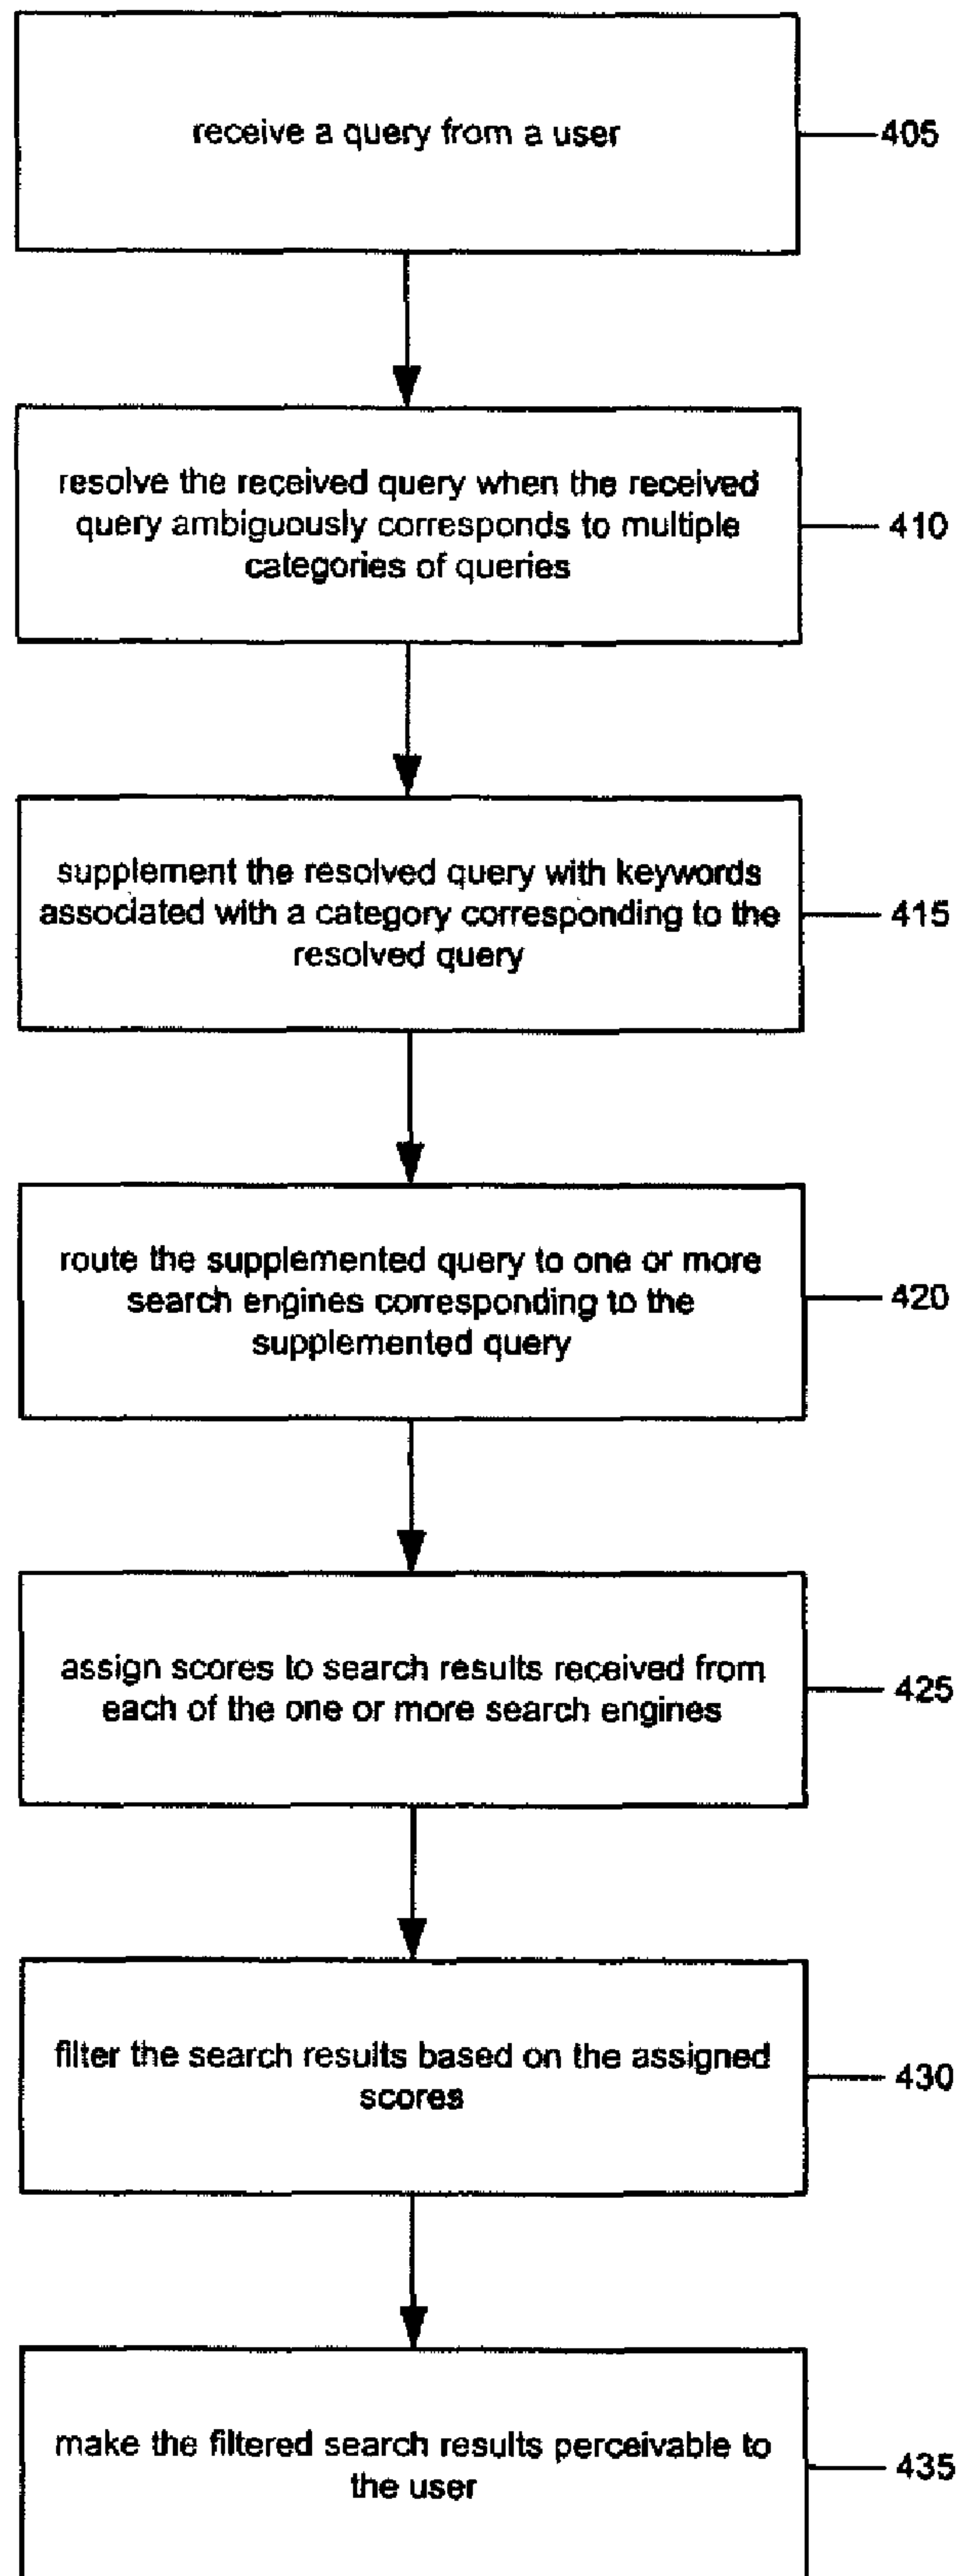 receive a query from a user
405
resolve the received query when the received
query ambiguously corresponds to multiple
categories of queries
410
supplement the resolved query with keywords
associated with a category corresponding to the
resolved query
415
route the supplemented query to one or more
search engines corresponding to the
supplemented query
420
assign scores to search results received from
each of the one or more search engines
425
filter the search results based on the assigned
scores
430
make the filtered search results perceivable to
the user
435